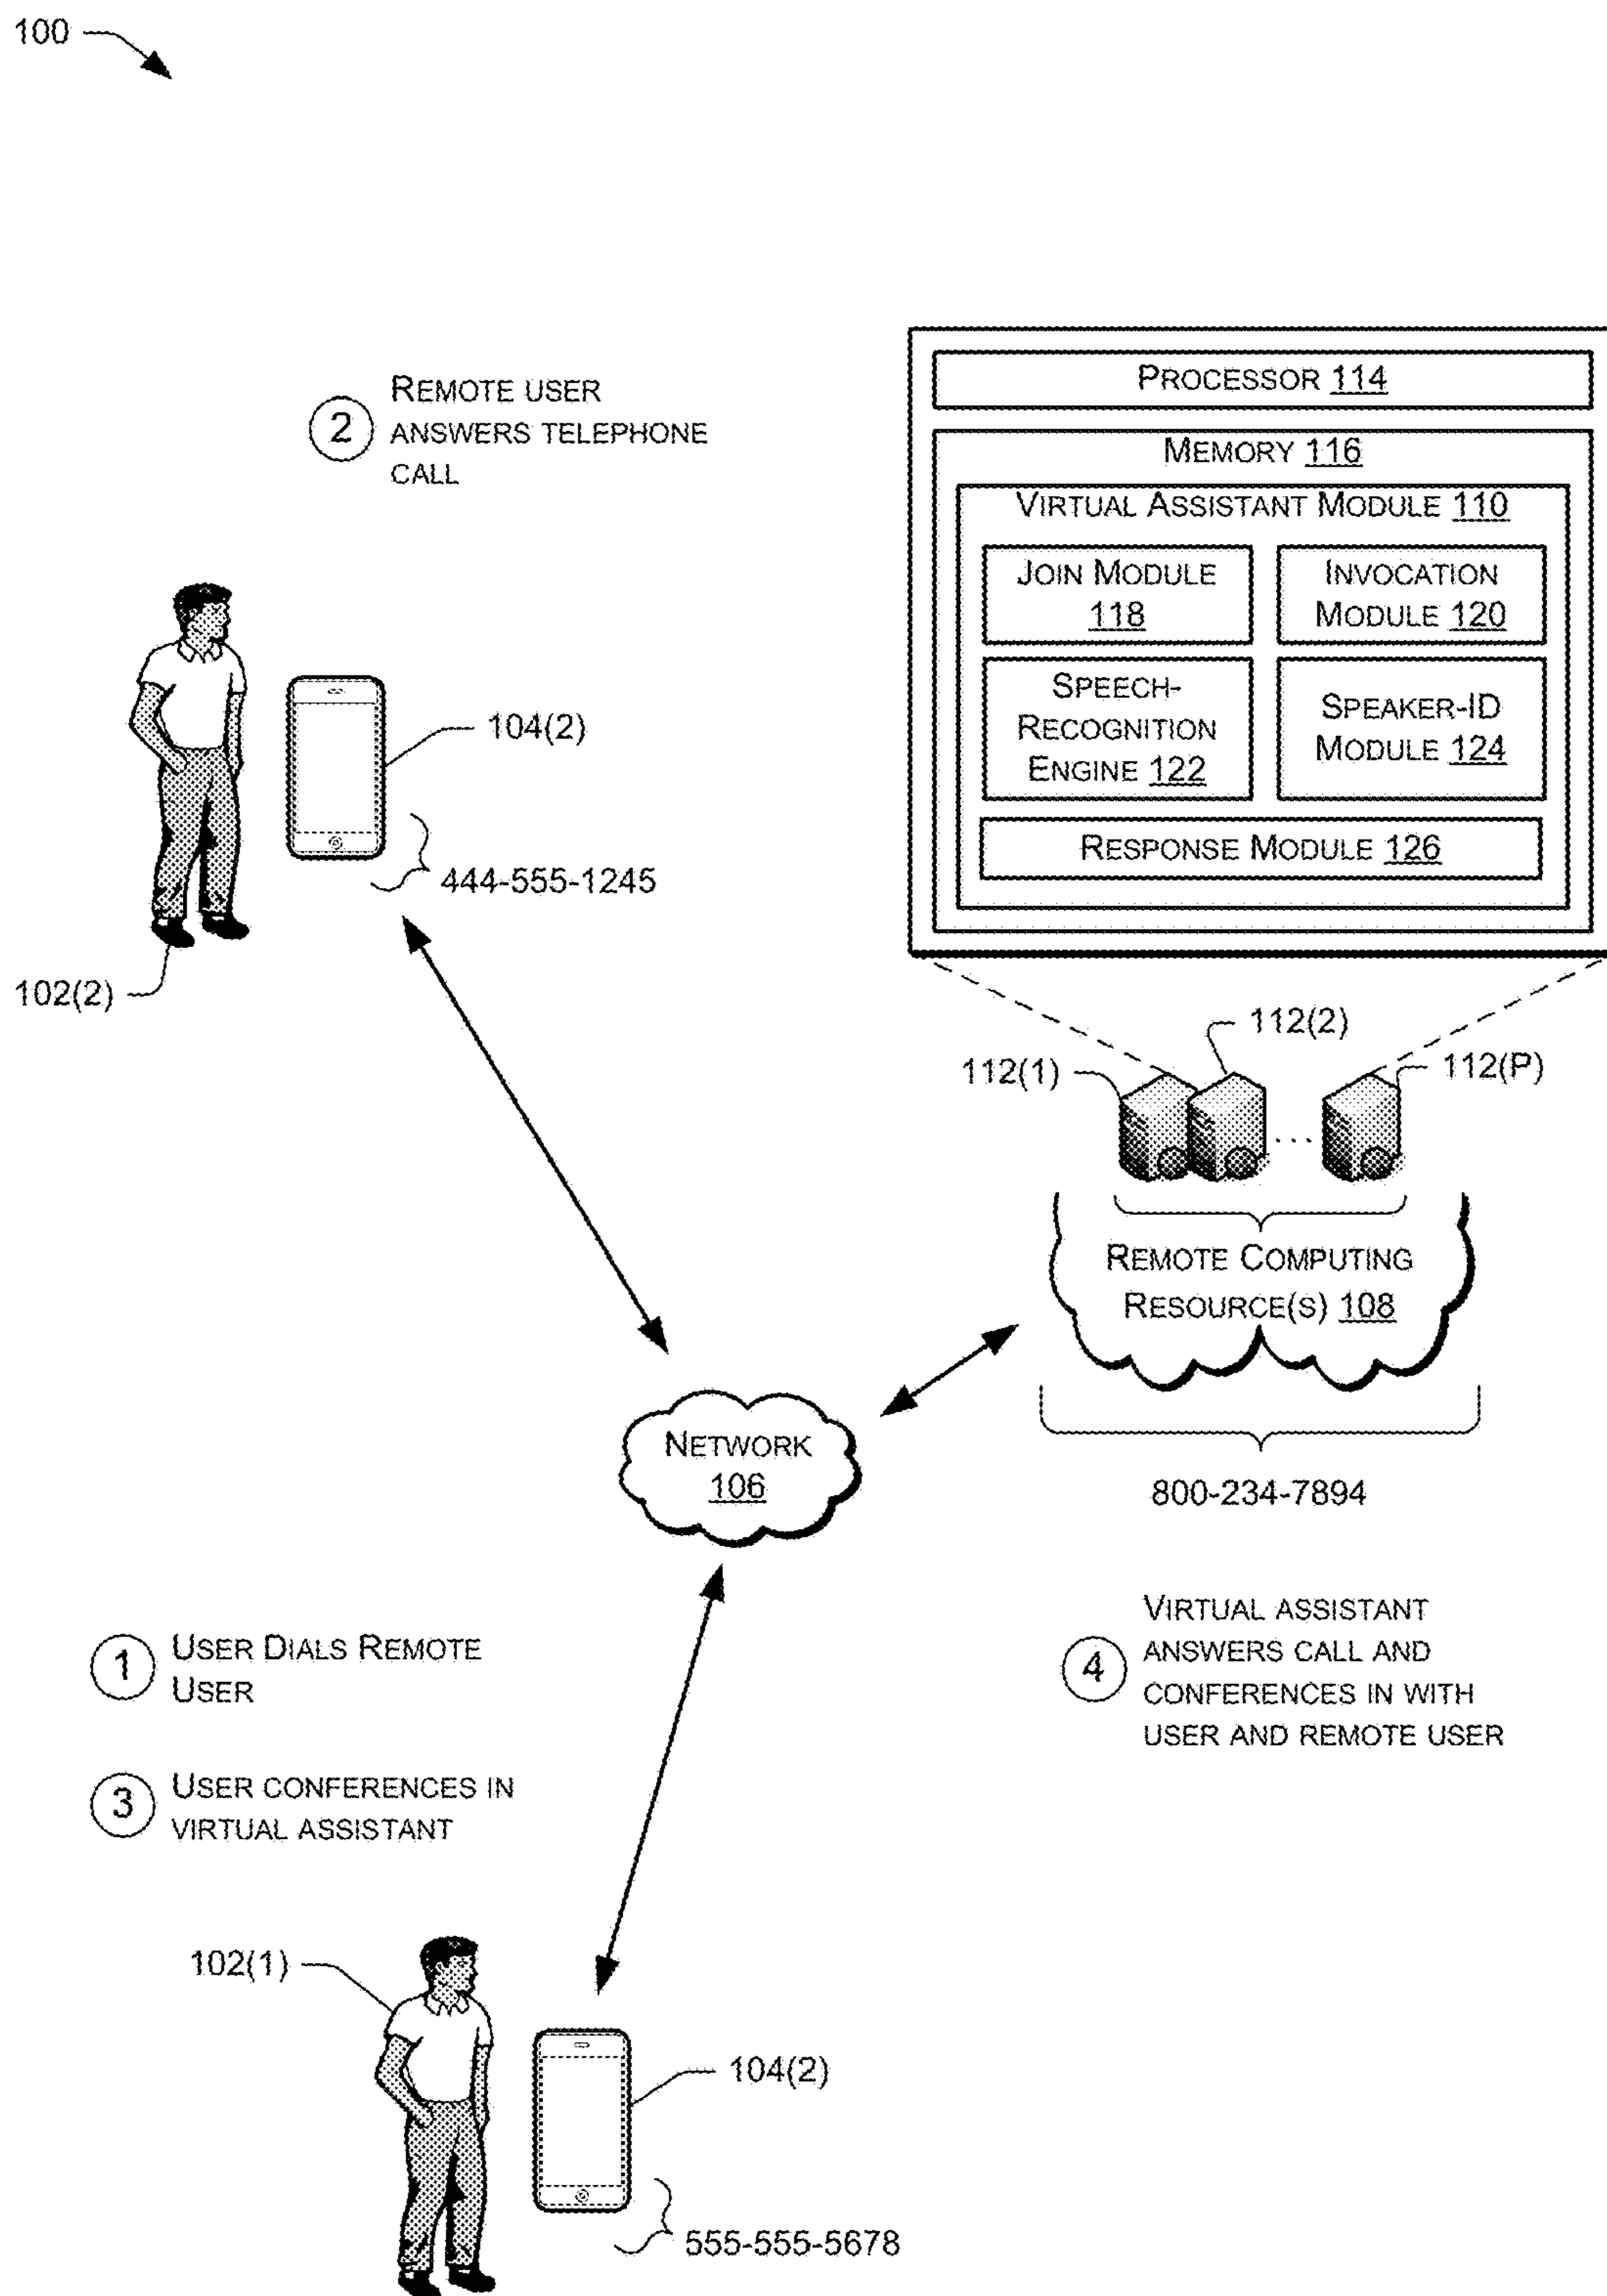 100
2
REMOTE USER
ANSWERS TELEPHONE
CALL
104(2)
444-555-1245
102(2)
PROCESSOR 114
MEMORY 116
VIRTUAL ASSISTANT MODULE 110
JOIN MODULE
118
INVOCATION
MODULE 120
SPEECH-
RECOGNITION
ENGINE 122
SPEAKER-ID
MODULE 124
RESPONSE MODULE 126
112(1)
112(2)
112(P)
...
REMOTE COMPUTING
RESOURCE(S) 108
800-234-7894
NETWORK
106
1
USER DIALS REMOTE
USER
3
USER CONFERENCES IN
VIRTUAL ASSISTANT
4
VIRTUAL ASSISTANT
ANSWERS CALL AND
CONFERENCES IN WITH
USER AND REMOTE USER
102(1)
104(2)
555-555-5678